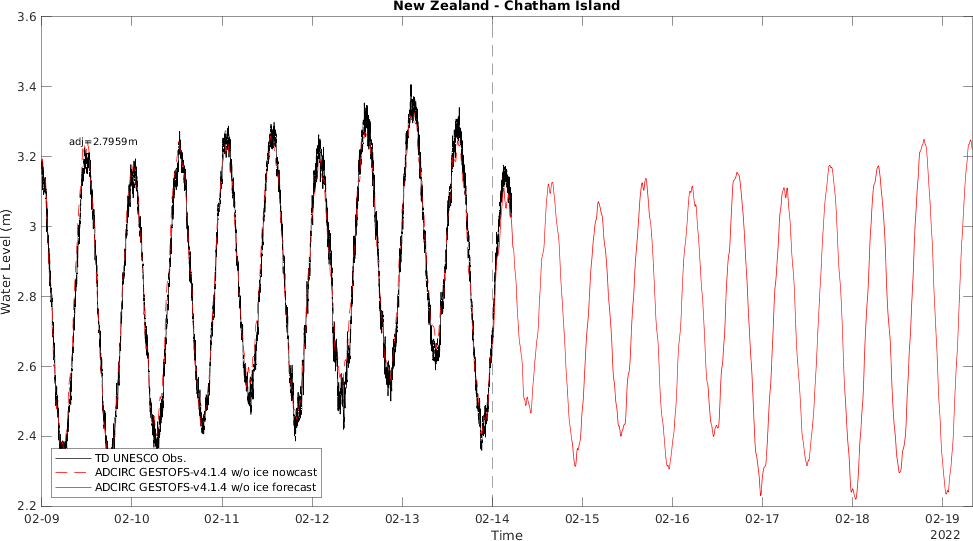 New Zealand - Chatham Island
3.6
3.4
3.2
3
2.8
2.6
2.4
2.2
Water Level (m)
adj=2.7959m
TD UNESCO Obs.
ADCIRC GESTOFS-v4.1.4 w/o ice nowcast
ADCIRC GESTOFS-v4.1.4 w/o ice forecast
02-09 02-10 02-11 02-12 02-13 02-14 02-15 02-16 02-17 02-18 02-19
Time
2022